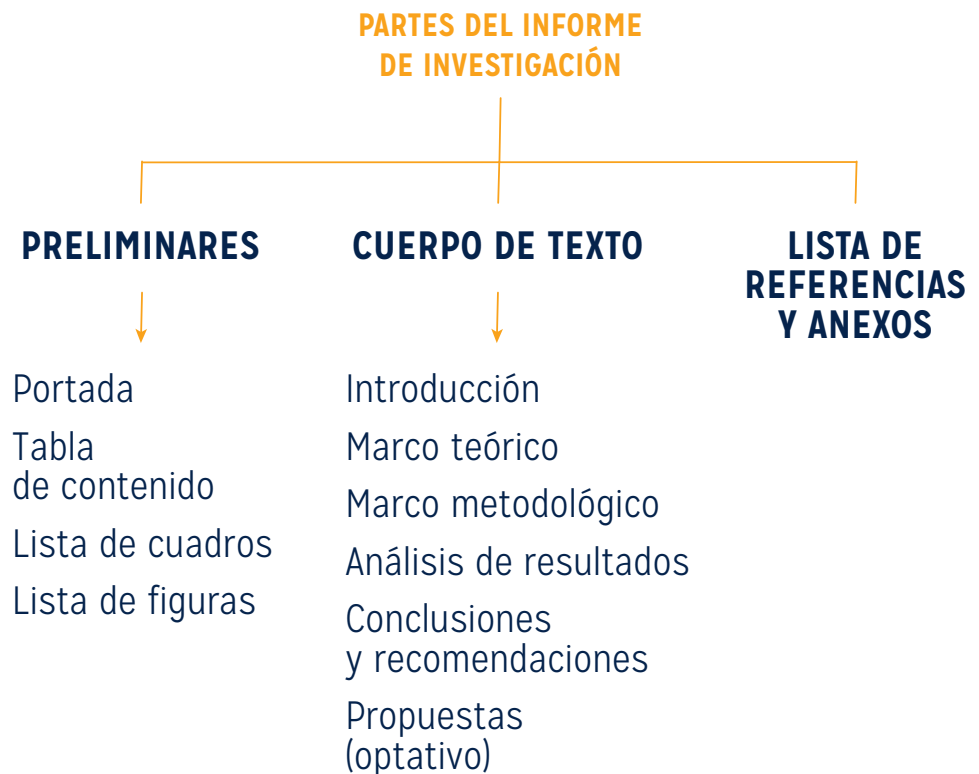 PARTES DEL INFORME
DE INVESTIGACIÓN
PRELIMINARES
Portada
Tabla
de contenido
Lista de cuadros
Lista de figuras
CUERPO DE TEXTO
Introducción
Marco teórico
Marco metodológico
Análisis de resultados
Conclusiones
y recomendaciones
Propuestas
(optativo)
LISTA DE
REFERENCIAS
Y ANEXOS